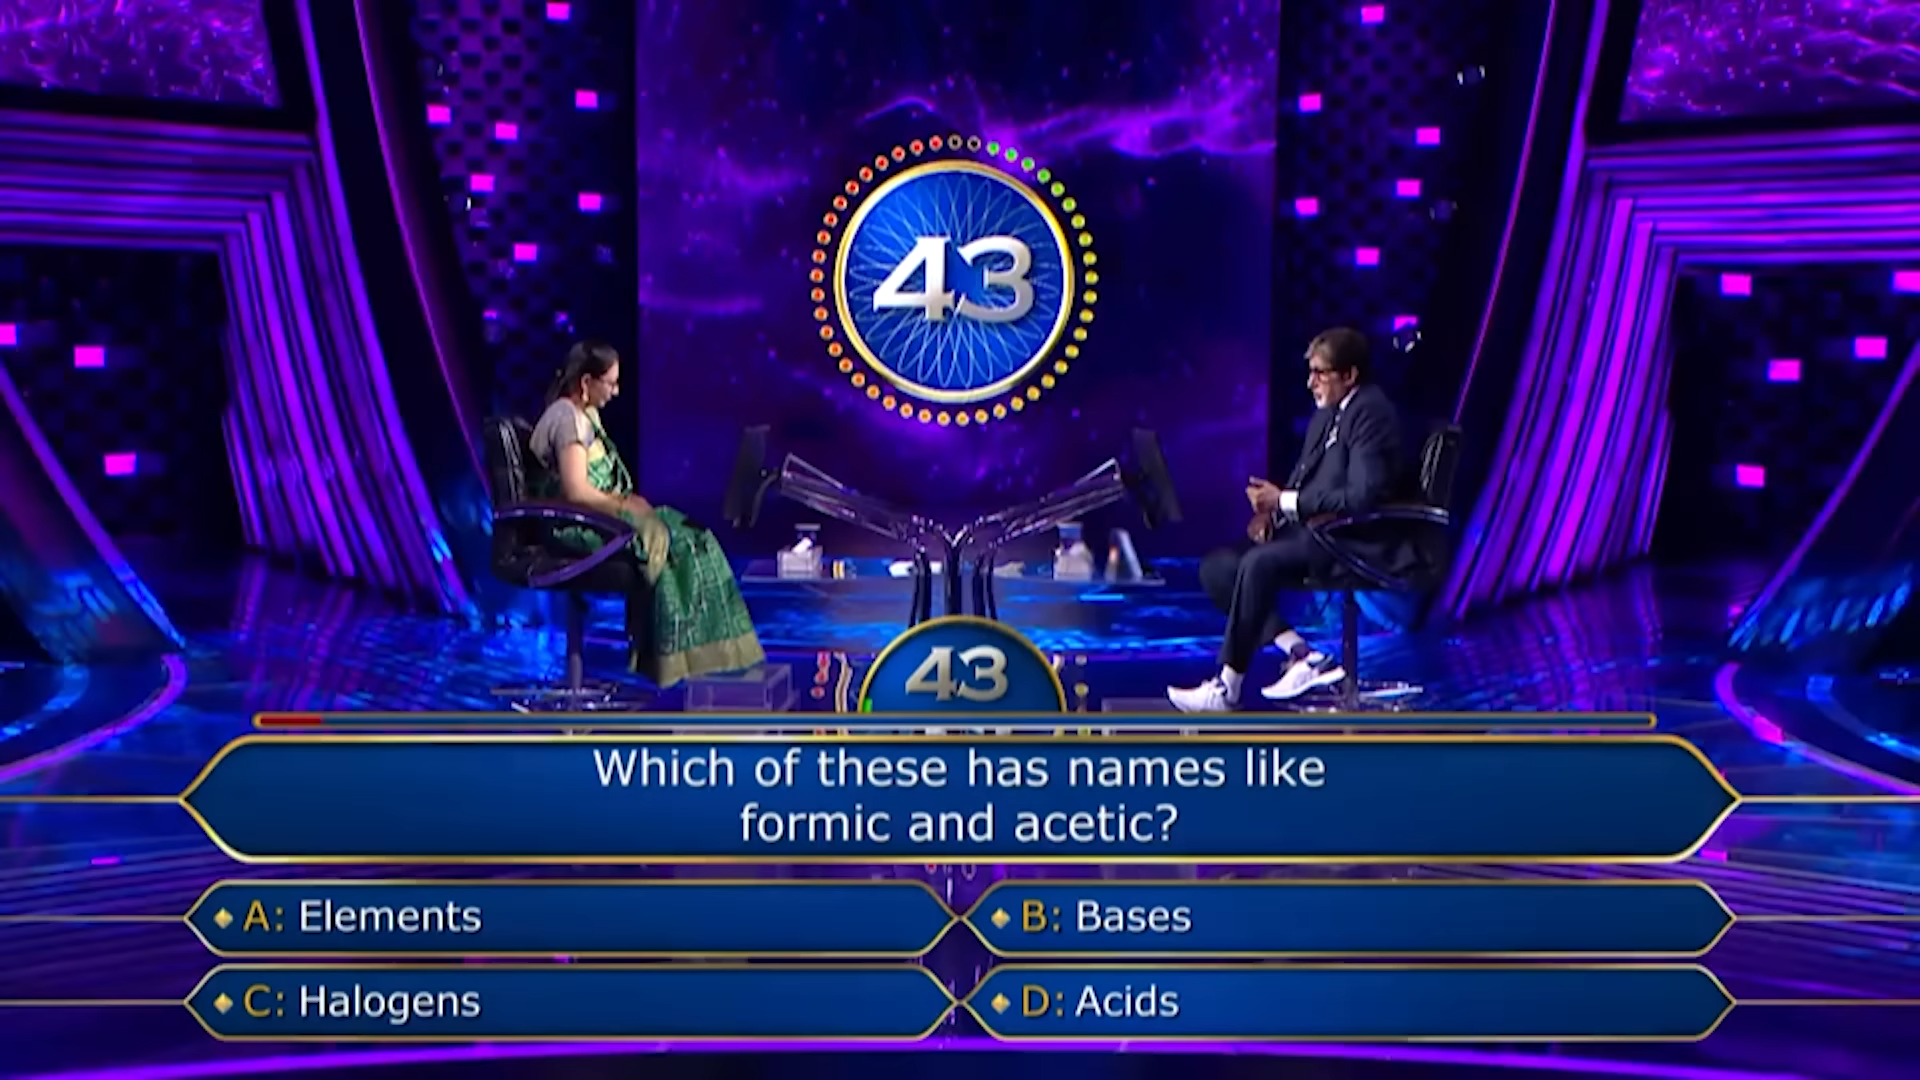 43
43
Which of these has names like
formic and acetic?
A: Elements
B: Bases
C: Halogens
D: Acids